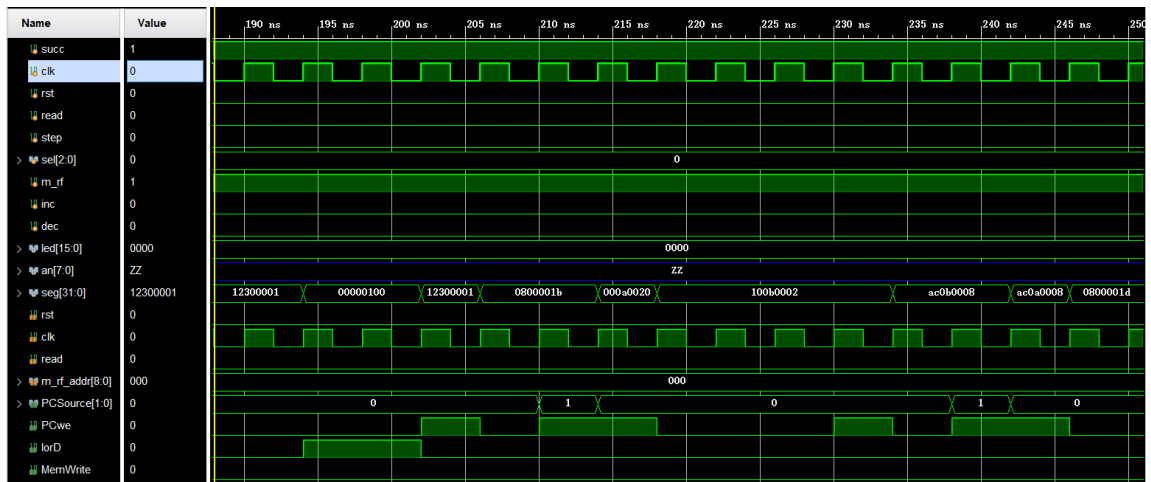 Name Value 190 ns 195 ns 200 ns 205 ns 210 ns 215 ns 220 ns 225 ns 230 ns 235 ns 240 ns 245 ns 250
succ 1
clk 0
rst 0
read 0
step 0
sel[2:0] 0 0
m_rf 1
inc 0
dec 0
led[15:0] 0000 0000
an[7:0] ZZ ZZ
seg[31:0] 12300001 12300001 00000100 12300001 0800001b 000a0020 100b0002 ac0b0008 ac0a0008 0800001d
rst 0
clk 0
read 0
m_rf_addr[8:0] 000 000
PCSource[1:0] 0 0 1 0 1 0
PCwe 0
IorD 0
MemWrite 0